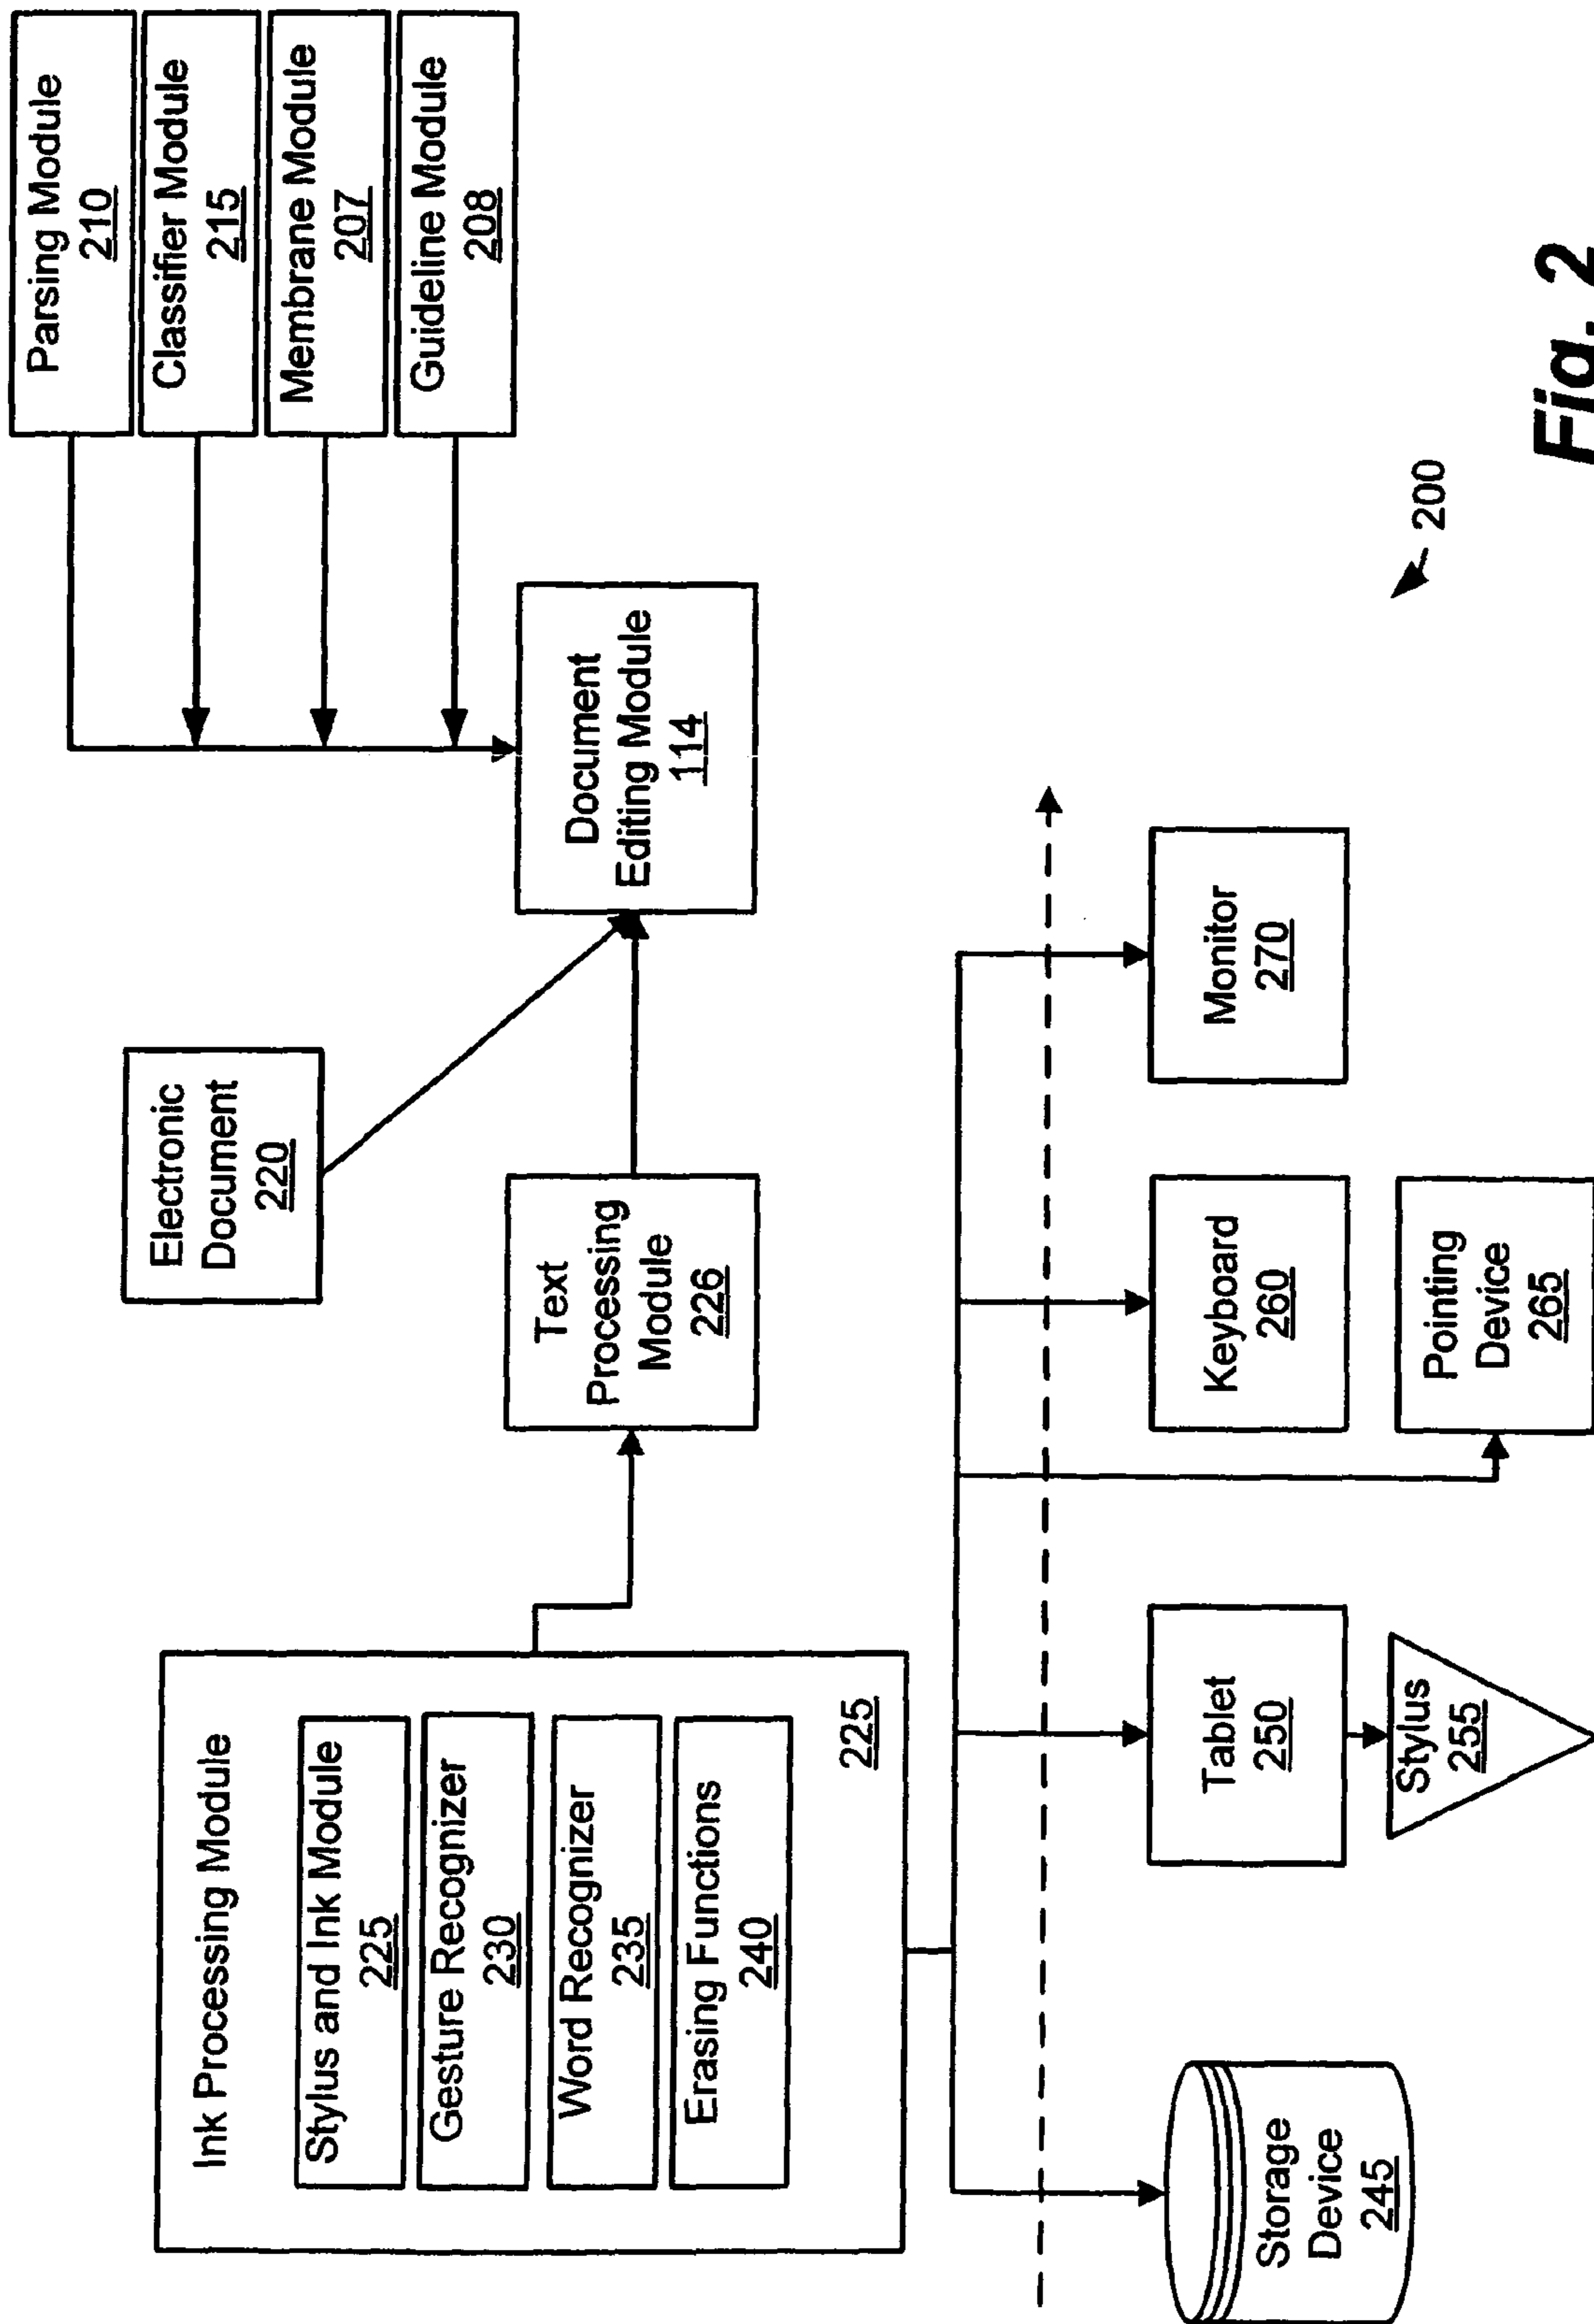 Parsing Module
210
Classifier Module
215
Membrane Module
207
Guideline Module
208
Electronic
Document
220
Document
Editing Module
114
Text
Processing
Module
226
Ink Processing Module
Stylus and Ink Module
225
Gesture Recognizer
230
Word Recognizer
235
Erasing Functions
240
225
Storage
Device
245
Tablet
250
Stylus
255
Keyboard
260
Pointing
Device
265
Monitor
270
200
Fig. 2